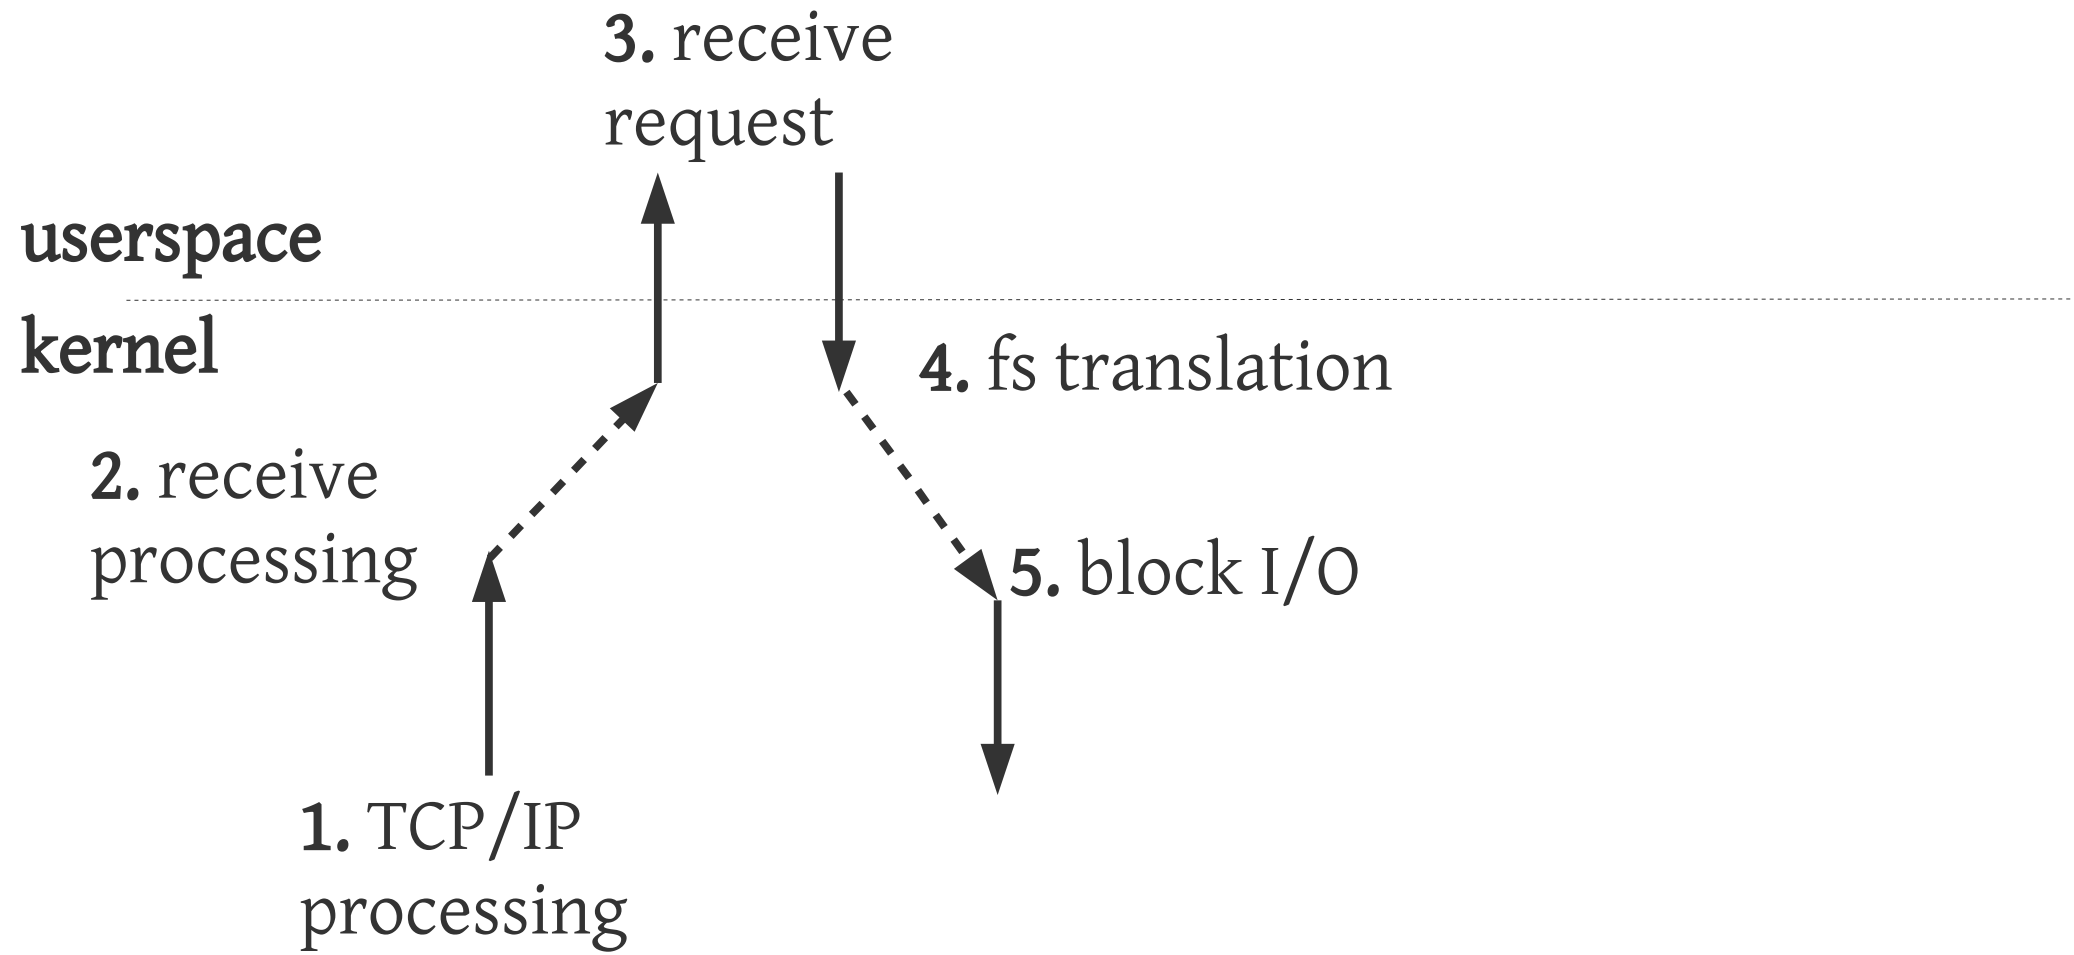 3. receive
request
userspace
kernel
4. fs translation
2. receive
processing
5. block I/O
1. TCP/IP
processing